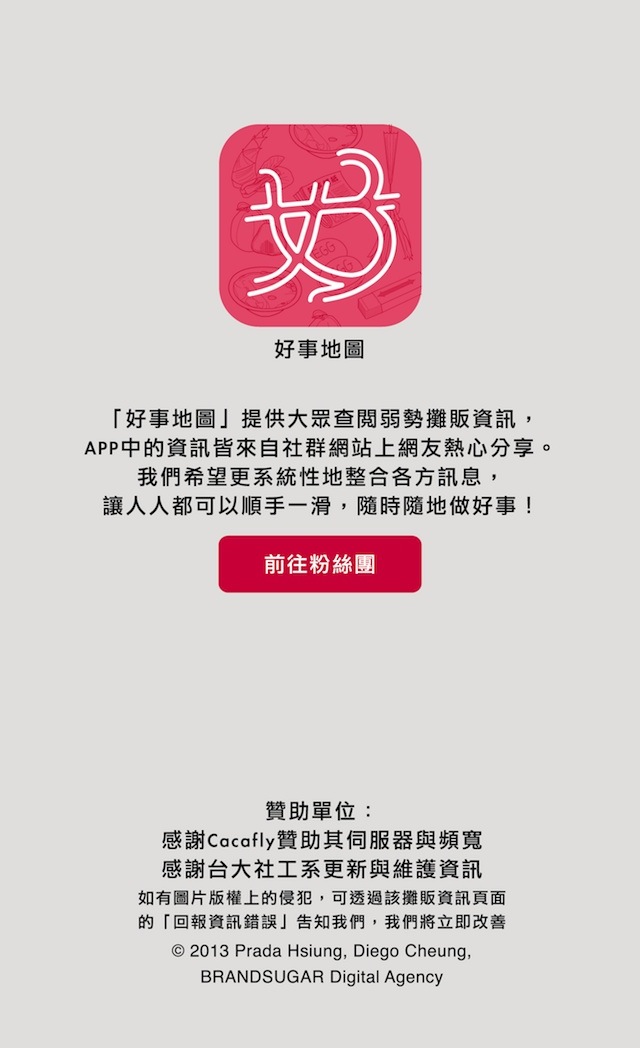 好
EGG
好事地圖
「好事地圖」提供大眾查閱弱勢攤販資訊，
APP中的資訊皆來自社群網站上網友熱心分享。
我們希望更系統性地整合各方訊息，
讓人人都可以順手一滑，隨時隨地做好事！
前往粉絲團
贊助單位：
感謝Cacafly贊助其伺服器與頻寬
感謝台大社工系更新與維護資訊
如有圖片版權上的侵犯，可透過該攤販資訊頁面
的「回報資訊錯誤」告知我們，我們將立即改善
© 2013 Prada Hsiung, Diego Cheung,
BRANDSUGAR Digital Agency